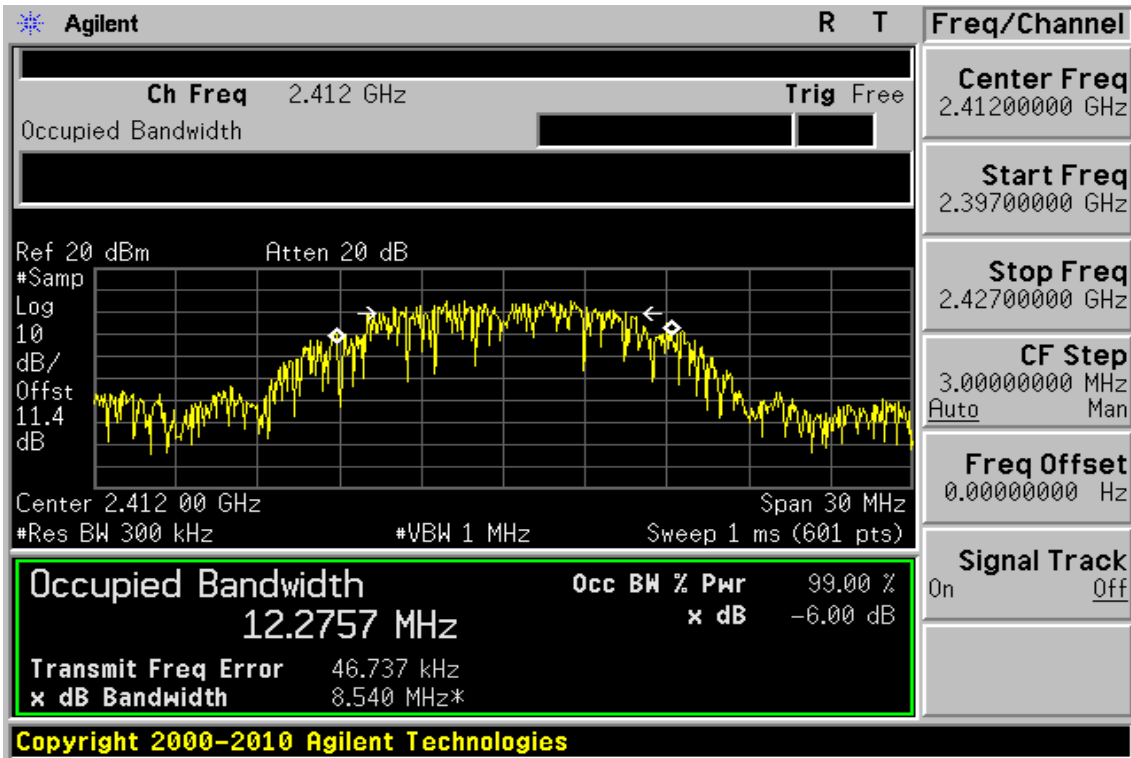 Agilent R T
Ch Freq 2.412 GHz Trig Free
Occupied Bandwidth
Ref 20 dBm Atten 20 dB
#Samp
Log
10
dB/
Offst
11.4
dB
Center 2.412 00 GHz Span 30 MHz
#Res BW 300 kHz #VBW 1 MHz Sweep 1 ms (601 pts)
Occupied Bandwidth
12.2757 MHz
Occ BW % Pwr 99.00 %
x dB -6.00 dB
Transmit Freq Error 46.737 kHz
x dB Bandwidth 8.540 MHz*
Copyright 2000-2010 Agilent Technologies
Freq/Channel
Center Freq
2.41200000 GHz
Start Freq
2.39700000 GHz
Stop Freq
2.42700000 GHz
CF Step
3.00000000 MHz
Auto Man
Freq Offset
0.00000000 Hz
Signal Track
On Off